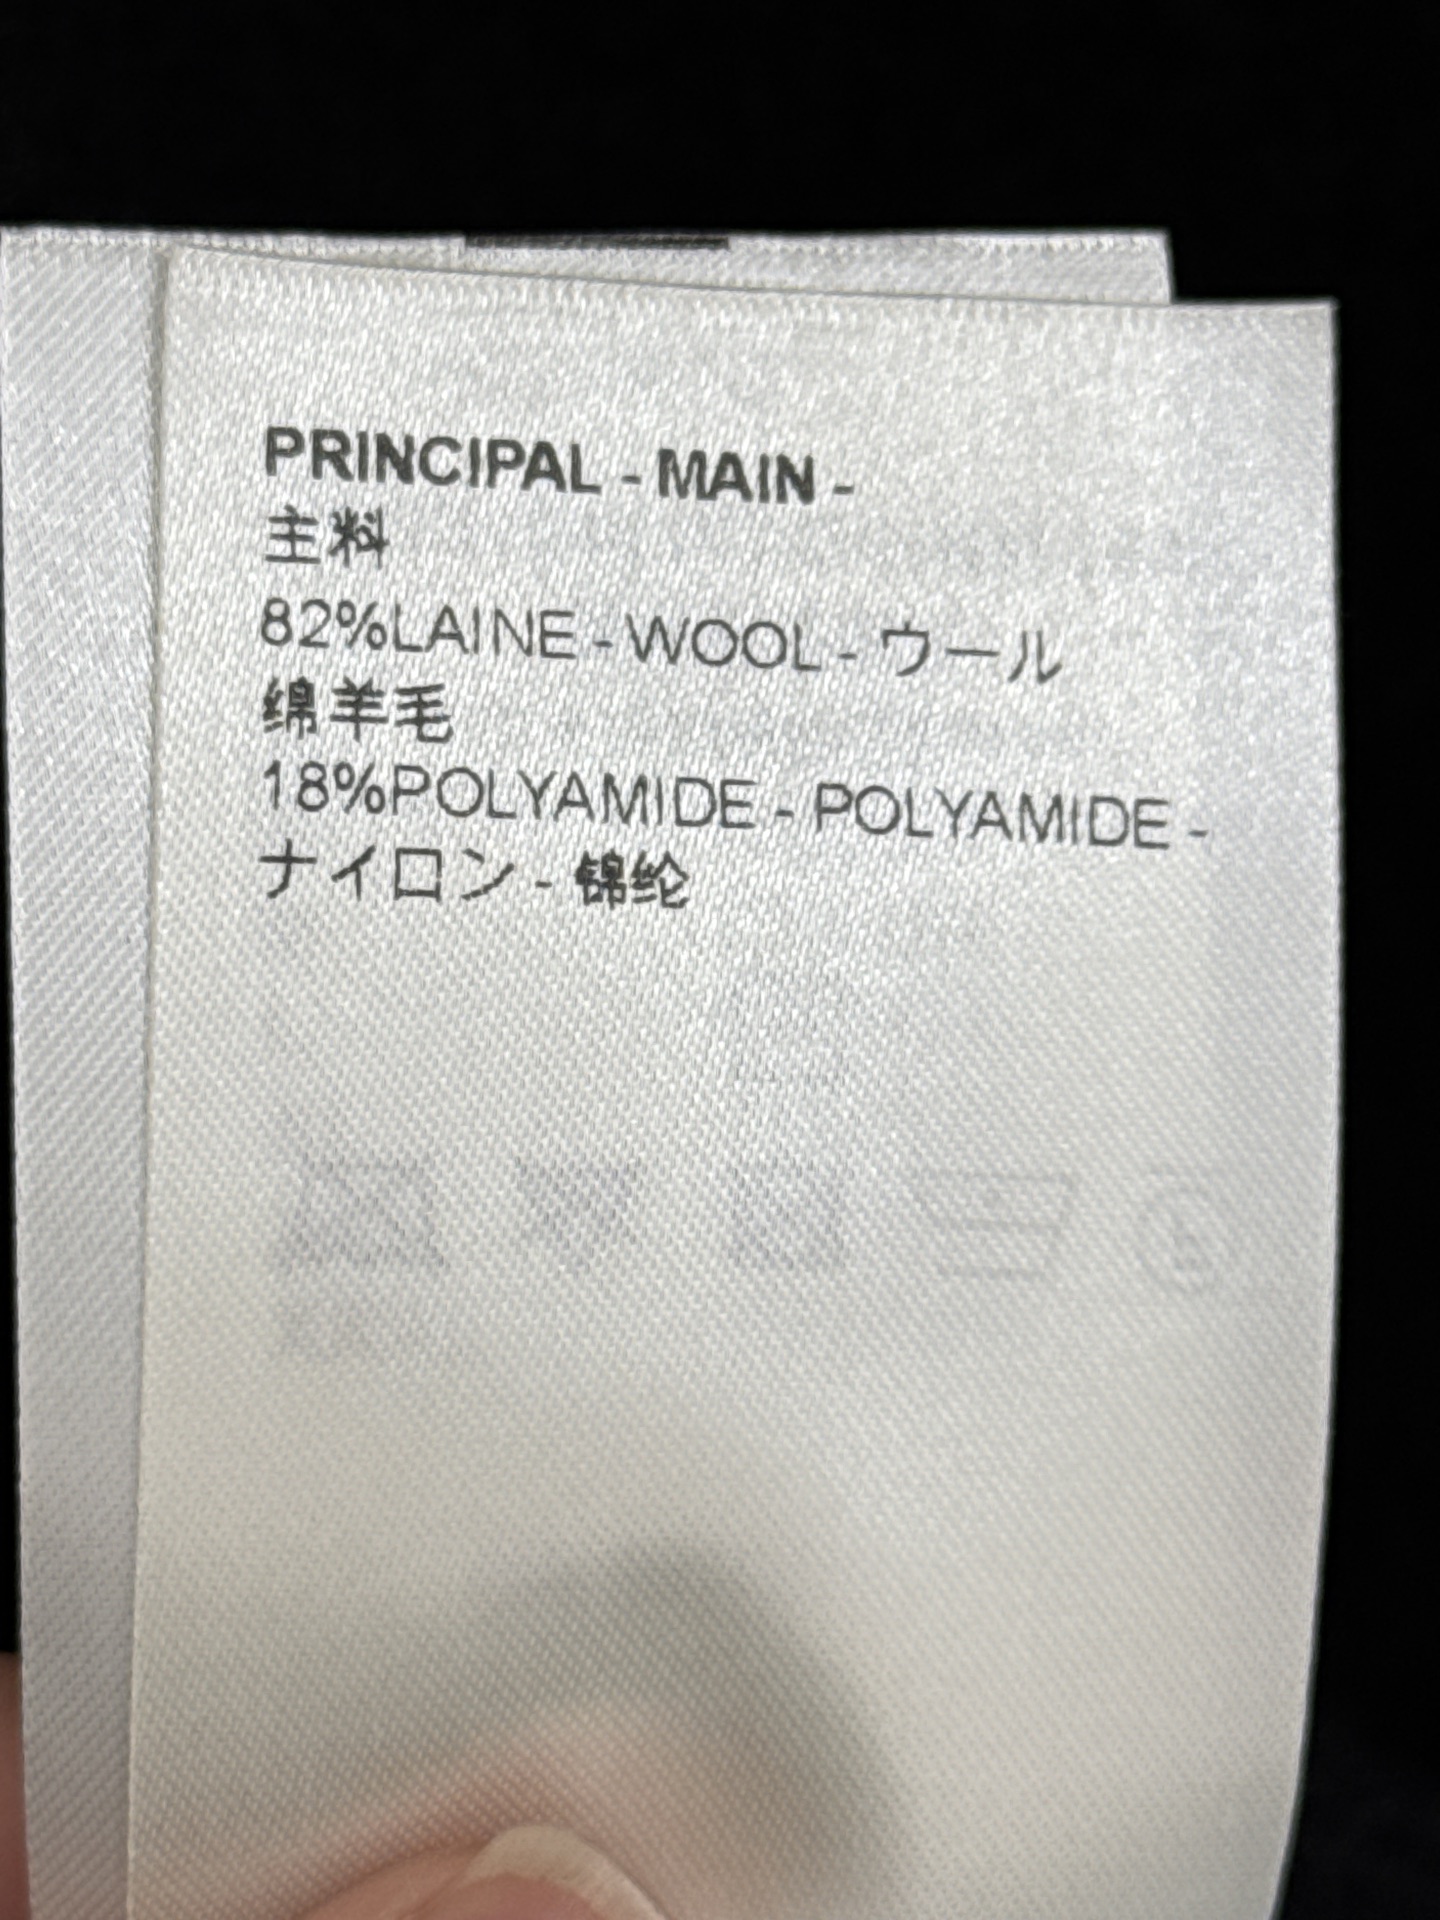 PRINCIPAL - MAIN -
主料
82%LAINE - WOOL - ウール
绵羊毛
18%POLYAMIDE - POLYAMIDE -
ナイロン - 锦纶